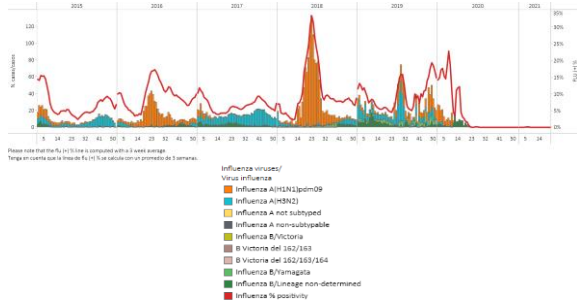 2015 2016 2017 2018 2019 2020 2021
120
100
80
60
40
20
0
35%
30%
25%
20%
15%
10%
5%
0%
5 14 23 32 41 50 5 14 23 32 41 50 5 14 23 32 41 50 5 14 23 32 41 50 5 14 23 32 41 50 5 14 23 32 41 50 5 14
Please note that the flu (+) % line is computed with a 3 week average.
Tenga en cuenta que la línea de flu (+) % se calcula con un promedio de 3 semanas.
Influenza viruses/
Virus influenza
Influenza A(H1N1)pdm09
Influenza A(H3N2)
Influenza A not subtyped
Influenza A non-subtypable
Influenza B/Victoria
B Victoria del 162/163
B Victoria del 162/163/164
Influenza B/Yamagata
Influenza B/Lineage non-determined
Influenza % positivity